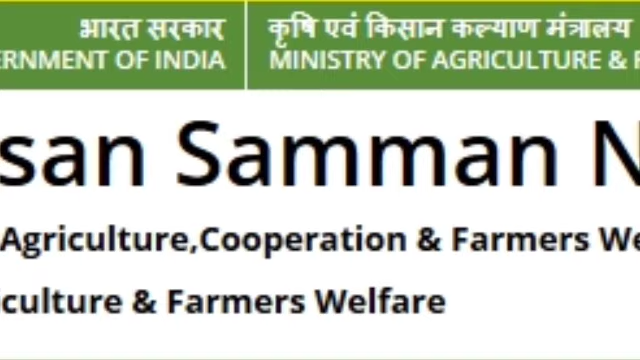 भारत सरकार
ERNMENT OF INDIA
कृषि एवं किसान कल्याण मंत्रालय
MINISTRY OF AGRICULTURE & F
san Samman N
Agriculture,Cooperation & Farmers We
iculture & Farmers Welfare